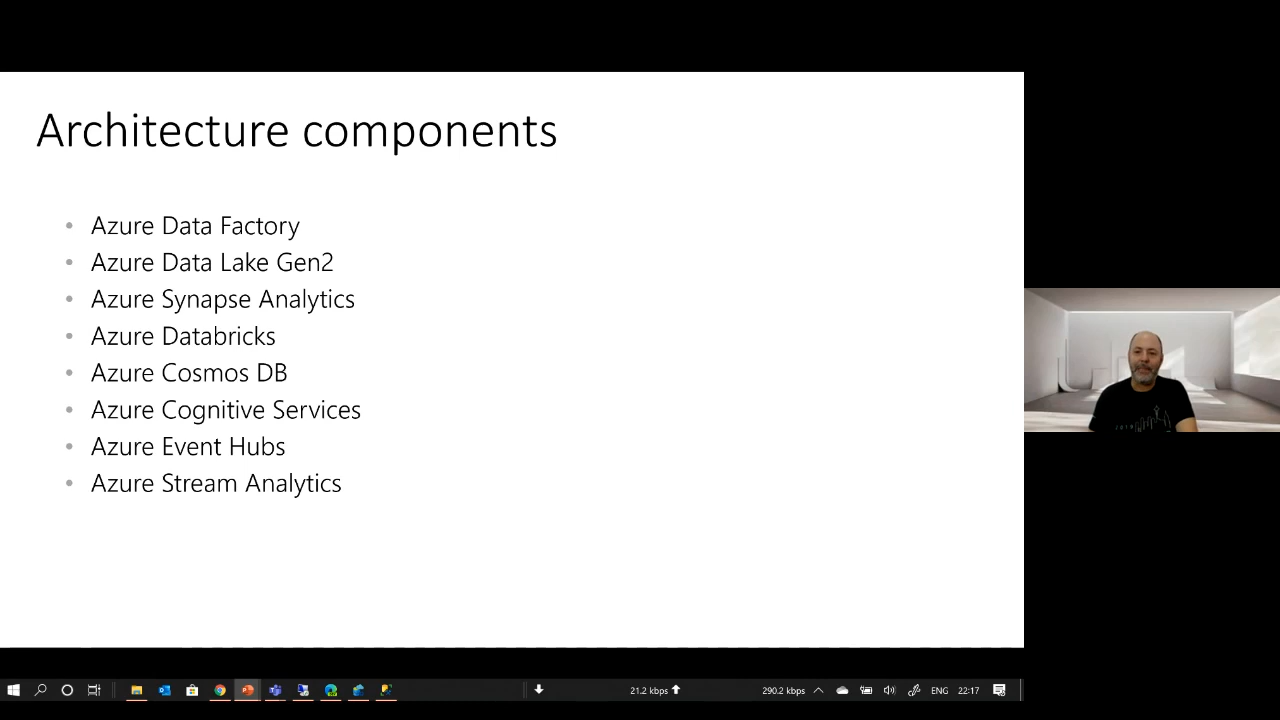 Architecture components
• Azure Data Factory
• Azure Data Lake Gen2
• Azure Synapse Analytics
• Azure Databricks
• Azure Cosmos DB
• Azure Cognitive Services
• Azure Event Hubs
• Azure Stream Analytics
21.2 kbps 290.2 kbps ENG 22:17